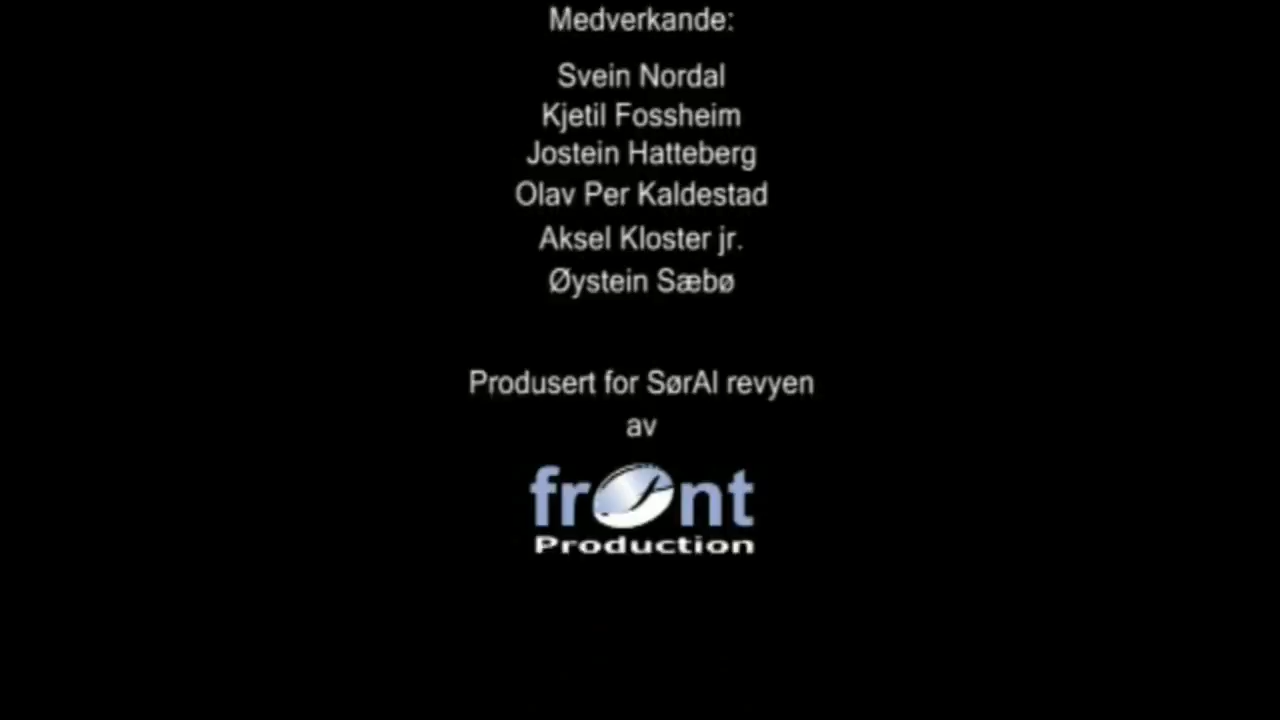 Medverkande:
Svein Nordal
Kjetil Fossheim
Jostein Hatteberg
Olav Per Kaldestad
Aksel Kloster jr.
Øystein Sæbø
Produsert for SørAl revyen
av
front
Production